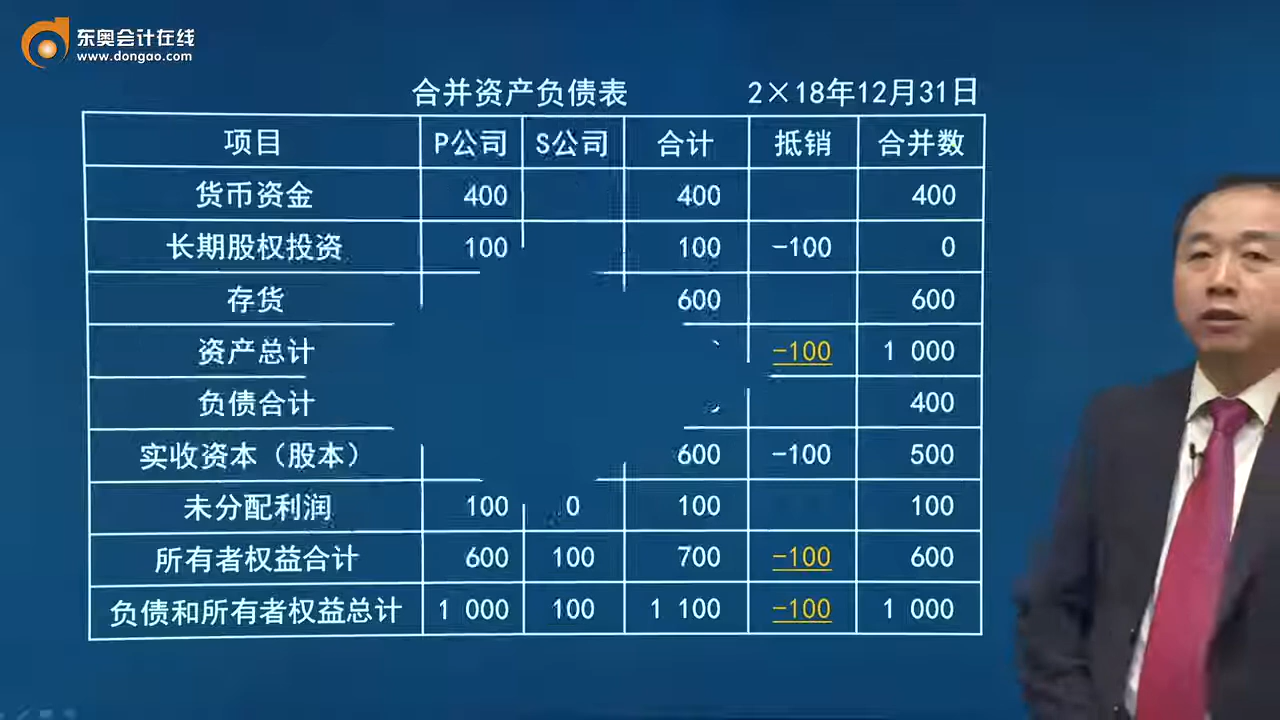 东奥会计在线
www.dongao.com
合并资产负债表 2×18年12月31日
项目 P公司 S公司 合计 抵销 合并数
货币资金 400 400 400
长期股权投资 100 100 -100 0
存货 600 600
资产总计 -100 1 000
负债合计 400
实收资本（股本） 600 -100 500
未分配利润 100 0 100 100
所有者权益合计 600 100 700 -100 600
负债和所有者权益总计 1 000 100 1 100 -100 1 000